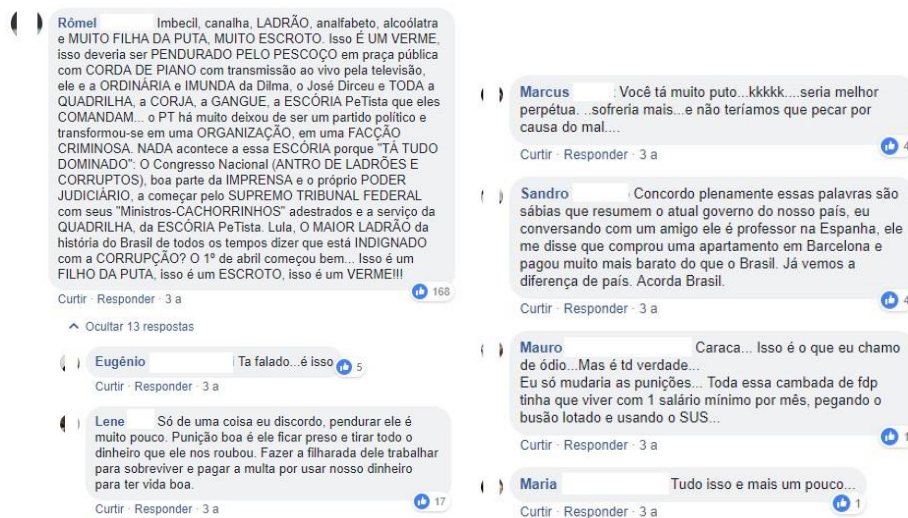 Rómel Imbecil, canalha, LADRÃO, analfabeto, alcoólatra
e MUITO FILHA DA PUTA, MUITO ESCROTO. Isso É UM VERME,
isso deveria ser PENDURADO PELO PESCOÇO em praça pública
com CORDA DE PIANO com transmissão ao vivo pela televisão,
ele e a ORDINÁRIA e IMUNDA da Dilma, o José Dirceu e TODA a
QUADRILHA, a CORJA, a GANGUE, a ESCÓRIA PeTista que eles
COMANDAM... o PT há muito deixou de ser um partido político e
transformou-se em uma ORGANIZAÇÃO, em uma FACÇÃO
CRIMINOSA. NADA acontece a essa ESCÓRIA porque "TÁ TUDO
DOMINADO": O Congresso Nacional (ANTRO DE LADRÕES E
CORRUPTOS), boa parte da IMPRENSA e o próprio PODER
JUDICIÁRIO, a começar pelo SUPREMO TRIBUNAL FEDERAL
com seus "Ministros-CACHORRINHOS" adestrados e a serviço da
QUADRILHA, da ESCÓRIA PeTista. Lula, O MAIOR LADRÃO da
história do Brasil de todos os tempos dizer que está INDIGNADO
com a CORRUPÇÃO? O 1º de abril começou bem... Isso é um
FILHO DA PUTA, isso é um ESCROTO, isso é um VERME!!!
168
Curtir · Responder · 3 a
Ocultar 13 respostas
Eugênio Ta falado...é isso
5
Curtir · Responder · 3 a
Lene Só de uma coisa eu discordo, pendurar ele é
muito pouco. Punição boa é ele ficar preso e tirar todo o
dinheiro que ele nos roubou. Fazer a filharada dele trabalhar
para sobreviver e pagar a multa por usar nosso dinheiro
para ter vida boa.
17
Curtir · Responder · 3 a
Marcus : Você tá muito puto...kkkkk....seria melhor
perpétua. ..sofreria mais...e não teríamos que pecar por
causa do mal....
4
Curtir · Responder · 3 a
Sandro Concordo plenamente essas palavras são
sábias que resumem o atual governo do nosso país, eu
conversando com um amigo ele é professor na Espanha, ele
me disse que comprou uma apartamento em Barcelona e
pagou muito mais barato do que o Brasil. Já vemos a
diferença de país. Acorda Brasil.
4
Curtir · Responder · 3 a
Mauro Caraca... Isso é o que eu chamo
de ódio...Mas é td verdade...
Eu só mudaria as punições... Toda essa cambada de fdp
tinha que viver com 1 salário mínimo por mês, pegando o
busão lotado e usando o SUS...
Curtir · Responder · 3 a
Maria Tudo isso e mais um pouco...
1
Curtir · Responder · 3 a